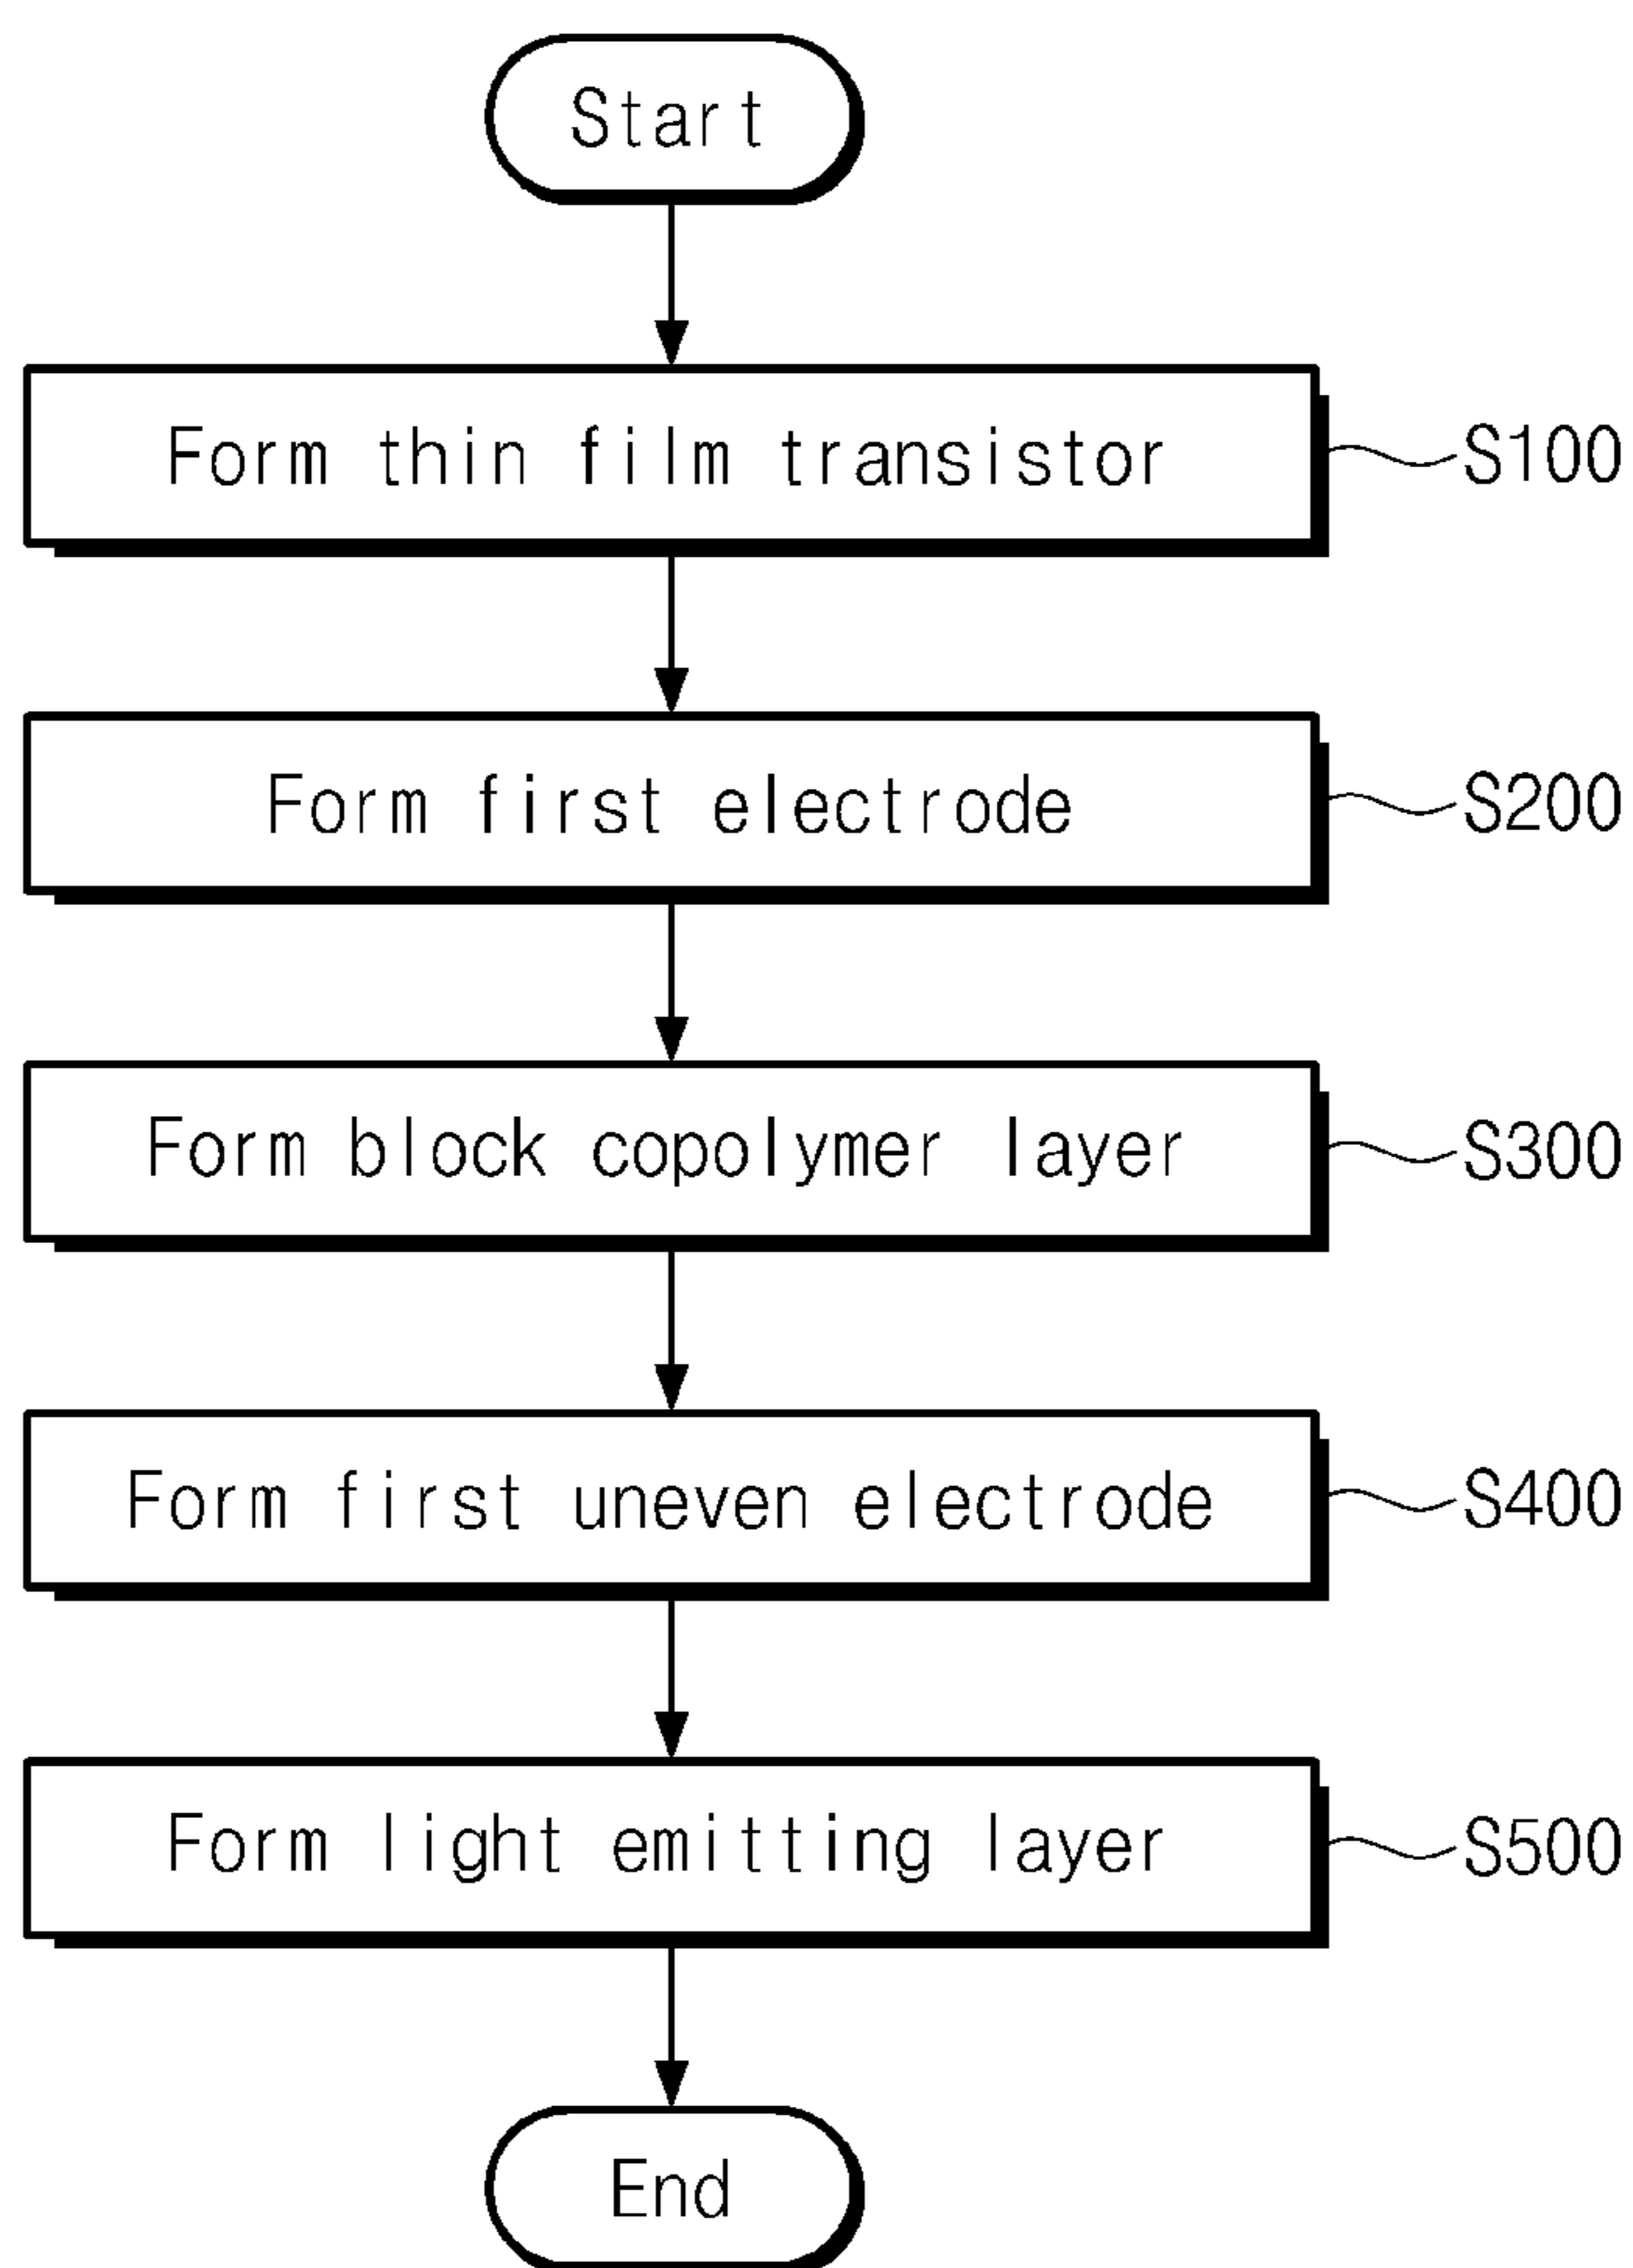 Start
Form thin film transistor S100
Form first electrode S200
Form block copolymer layer S300
Form first uneven electrode S400
Form light emitting layer S500
End